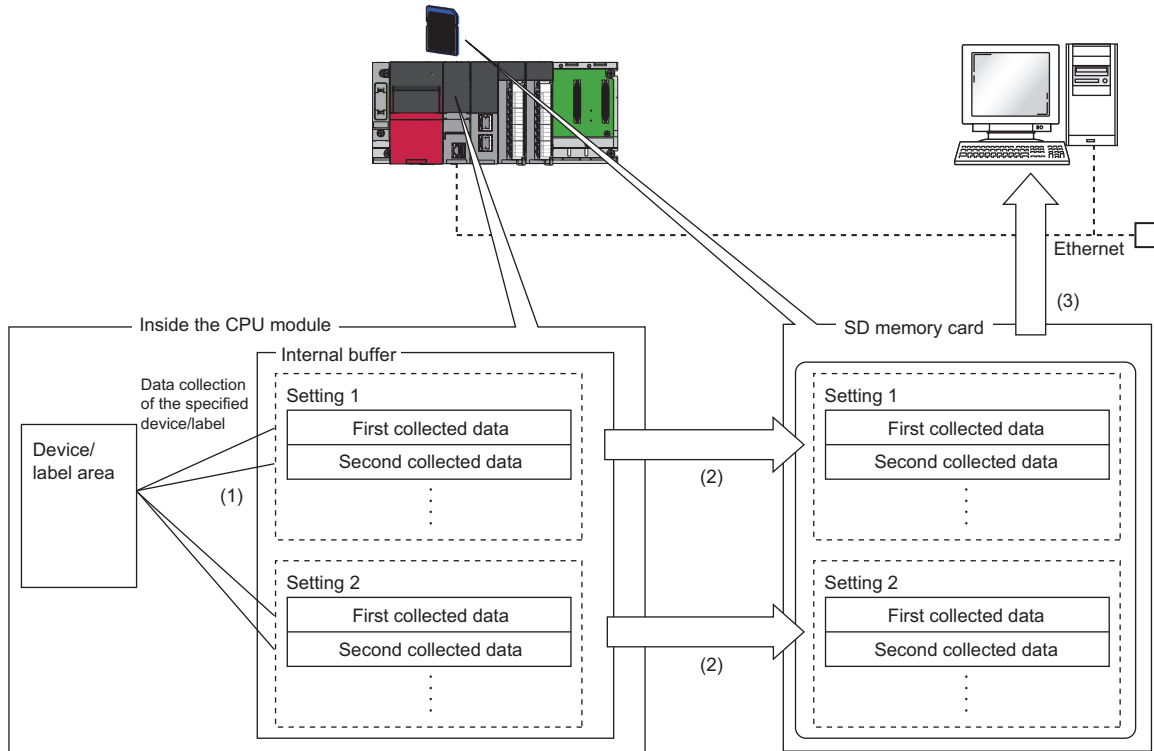 Ethernet
(3)
Inside the CPU module
SD memory card
Internal buffer
Data collection
of the specified
device/label
Setting 1
First collected data
Second collected data
Device/
label area
(1)
(2)
Setting 1
First collected data
Second collected data
Setting 2
First collected data
Second collected data
(2)
Setting 2
First collected data
Second collected data